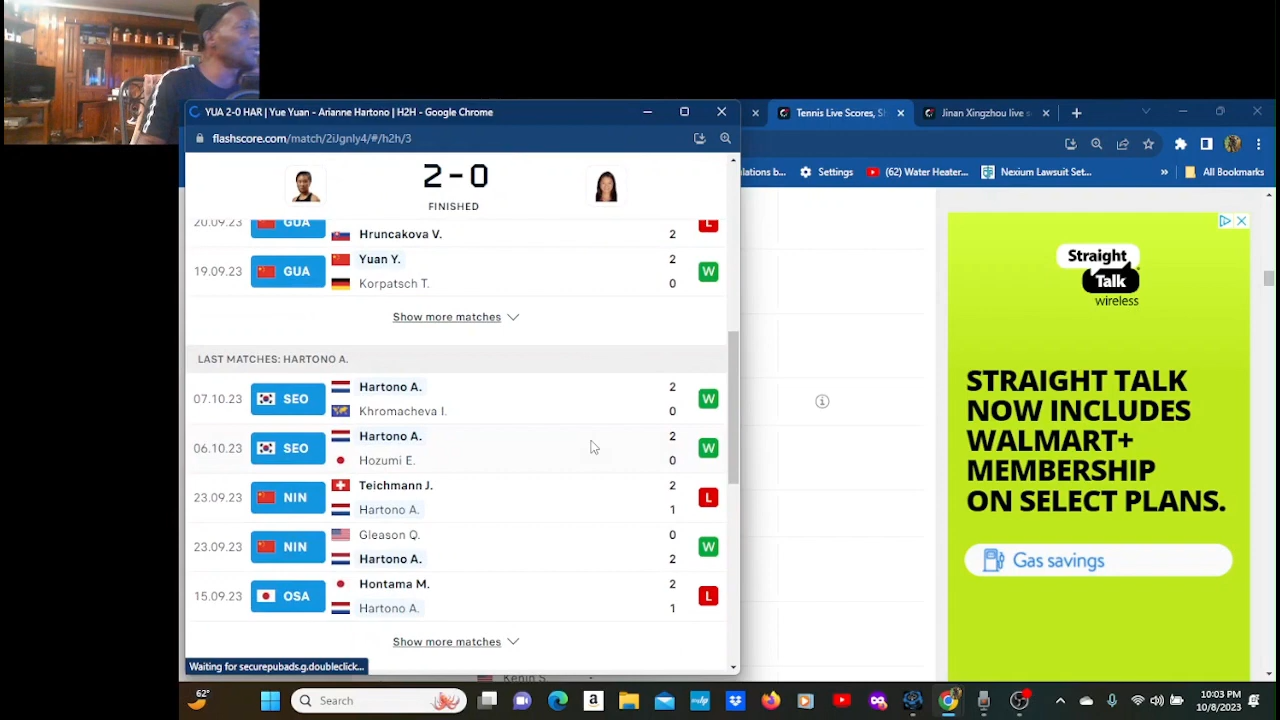 YUA 2-0 HAR | Yue Yuan - Arianne Hartono | H2H - Google Chrome
Tennis Live Scores, S
Jinan Xingzhou live s
flashscore.com/match/2iJgnIy4/#/h2h/3
ulations b...
Settings
(62) Water Heater...
Nexium Lawsuit Set...
»
All Bookmarks
2-0
FINISHED
20.09.23 GUA Hruncakova V. 2 L
Yuan Y. 2
19.09.23 GUA W
Korpatsch T. 0
Show more matches
LAST MATCHES: HARTONO A.
Hartono A. 2
07.10.23 SEO W
Khromacheva I. 0
Hartono A. 2
06.10.23 SEO W
Hozumi E. 0
Teichmann J. 2
23.09.23 NIN L
Hartono A. 1
Gleason Q. 0
23.09.23 NIN W
Hartono A. 2
Hontama M. 2
15.09.23 OSA L
Hartono A. 1
Show more matches
Waiting for securepubads.g.doubleclick...
Straight
Talk
wireless
STRAIGHT TALK
NOW INCLUDES
WALMART+
MEMBERSHIP
ON SELECT PLANS.
Gas savings
62°
Search
10:03 PM
10/8/2023